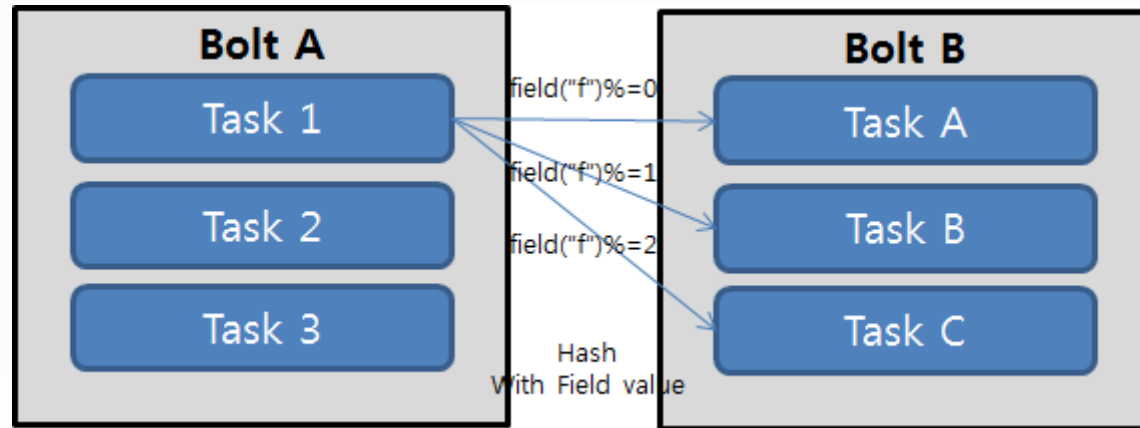 Bolt A
Task 1
Task 2
Task 3
field("f")%=0
field("f")%=1
field("f")%=2
Hash
With Field value
Bolt B
Task A
Task B
Task C